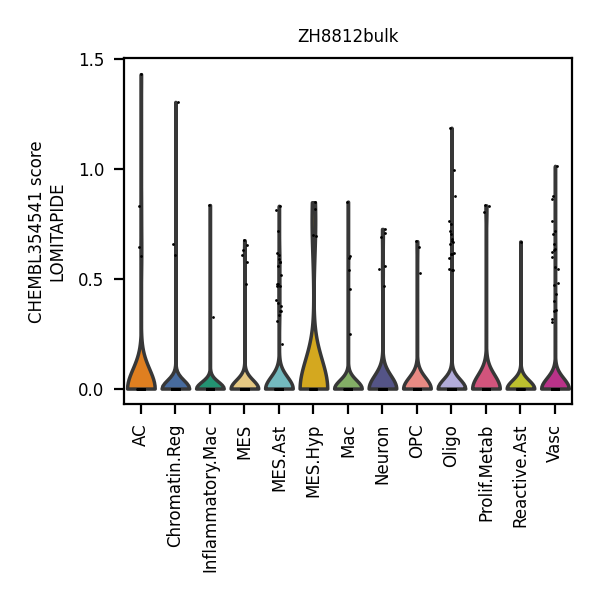 ZH8812bulk
CHEMBL354541 score
LOMITAPIDE
1.5
1.0
0.5
0.0
AC
Chromatin.Reg
Inflammatory.Mac
MES
MES.Ast
MES.Hyp
Mac
Neuron
OPC
Oligo
Prolif.Metab
Reactive.Ast
Vasc